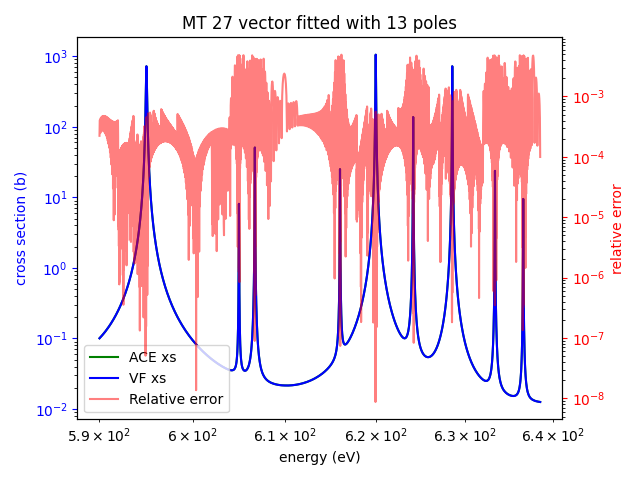 MT 27 vector fitted with 13 poles
cross section (b)
10³
10²
10¹
10⁰
10⁻¹
10⁻²
relative error
10⁻³
10⁻⁴
10⁻⁵
10⁻⁶
10⁻⁷
10⁻⁸
ACE xs
VF xs
Relative error
5.9 × 10² 6 × 10² 6.1 × 10² 6.2 × 10² 6.3 × 10² 6.4 × 10²
energy (eV)